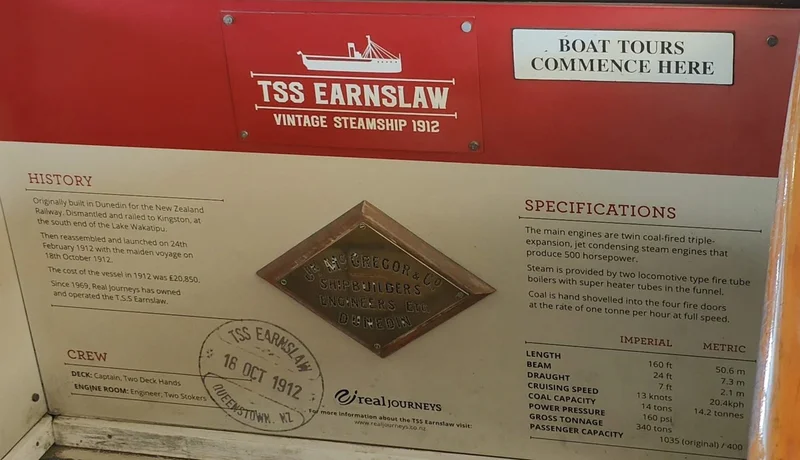 TSS EARNSLAW
VINTAGE STEAMSHIP 1912
BOAT TOURS
COMMENCE HERE
HISTORY
Originally built in Dunedin for the New Zealand
Railway. Dismantled and railed to Kingston, at
the south end of the Lake Wakatipu.
Then reassembled and launched on 24th
February 1912 with the maiden voyage on
18th October 1912.
The cost of the vessel in 1912 was £20,850.
Since 1969, Real Journeys has owned
and operated the T.S.S Earnslaw.
CREW
DECK: Captain, Two Deck Hands
ENGINE ROOM: Engineer, Two Stokers
TSS EARNSLAW
18 OCT 1912
QUEENSTOWN, NZ
McGREGOR & Co
SHIPBUILDERS
ENGINEERS, ETC
DUNEDIN
realJOURNEYS
For more information about the TSS Earnslaw visit:
www.realjourneys.co.nz
SPECIFICATIONS
The main engines are twin coal-fired triple-
expansion, jet condensing steam engines that
produce 500 horsepower.
Steam is provided by two locomotive type fire tube
boilers with super heater tubes in the funnel.
Coal is hand shovelled into the four fire doors
at the rate of one tonne per hour at full speed.
IMPERIAL METRIC
LENGTH 160 ft 50.6 m
BEAM 24 ft 7.3 m
DRAUGHT 7 ft 2.1 m
CRUISING SPEED 13 knots 20.4kph
COAL CAPACITY 14 tons 14.2 tonnes
POWER PRESSURE 160 psi
GROSS TONNAGE 340 tons
PASSENGER CAPACITY 1035 (original) / 400